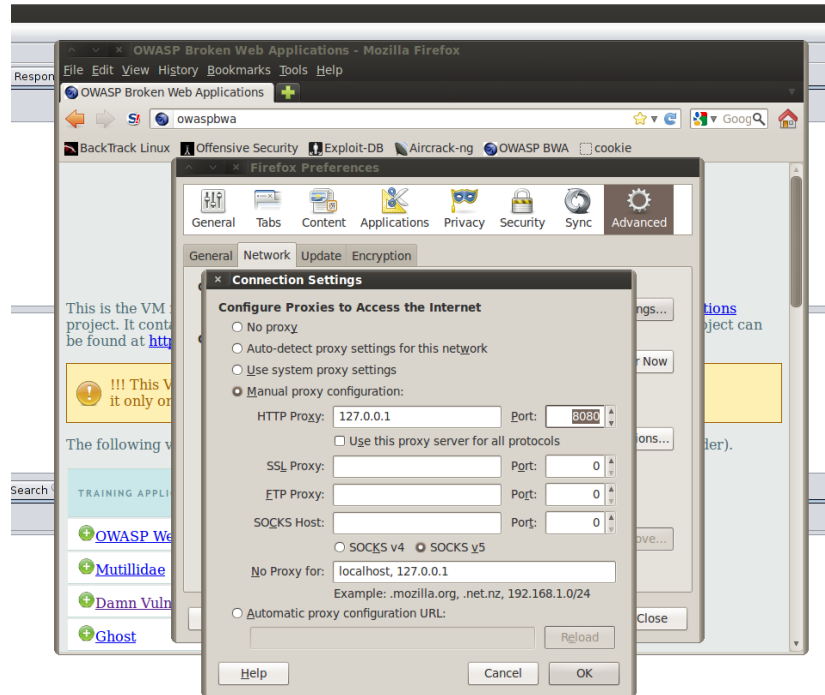 OWASP Broken Web Applications - Mozilla Firefox
File Edit View History Bookmarks Tools Help
Respon
OWASP Broken Web Applications
owaspbwa
Goog
BackTrack Linux Offensive Security Exploit-DB Aircrack-ng OWASP BWA cookie
Firefox Preferences
General Tabs Content Applications Privacy Security Sync Advanced
General Network Update Encryption
Connection Settings
Configure Proxies to Access the Internet
This is the VM ngs... tions
No proxy
project. It conta ject can
Auto-detect proxy settings for this network
be found at htt
Use system proxy settings
r Now
!!! This V
it only or
Manual proxy configuration:
HTTP Proxy: 127.0.0.1 Port: 8080
Use this proxy server for all protocols
The following v ions... der).
SSL Proxy: Port: 0
Search
TRAINING APPLI
FTP Proxy: Port: 0
SOCKS Host: Port: 0
OWASP We
SOCKS v4 SOCKS v5
ove...
Mutillidae
No Proxy for: localhost, 127.0.0.1
Example: .mozilla.org, .net.nz, 192.168.1.0/24
Damn Vuln
Automatic proxy configuration URL:
Close
Ghost
Reload
Help Cancel OK